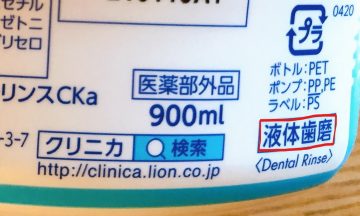 0420
セチル
ゼトニ
グリセロ
プラ
ボトル:PET
ポンプ:PP,PE
ラベル:PS
リンスCKa
医薬部外品
900ml
-3-7
クリニカ 検索
http://clinica.lion.co.jp
液体歯磨
〈Dental Rinse〉